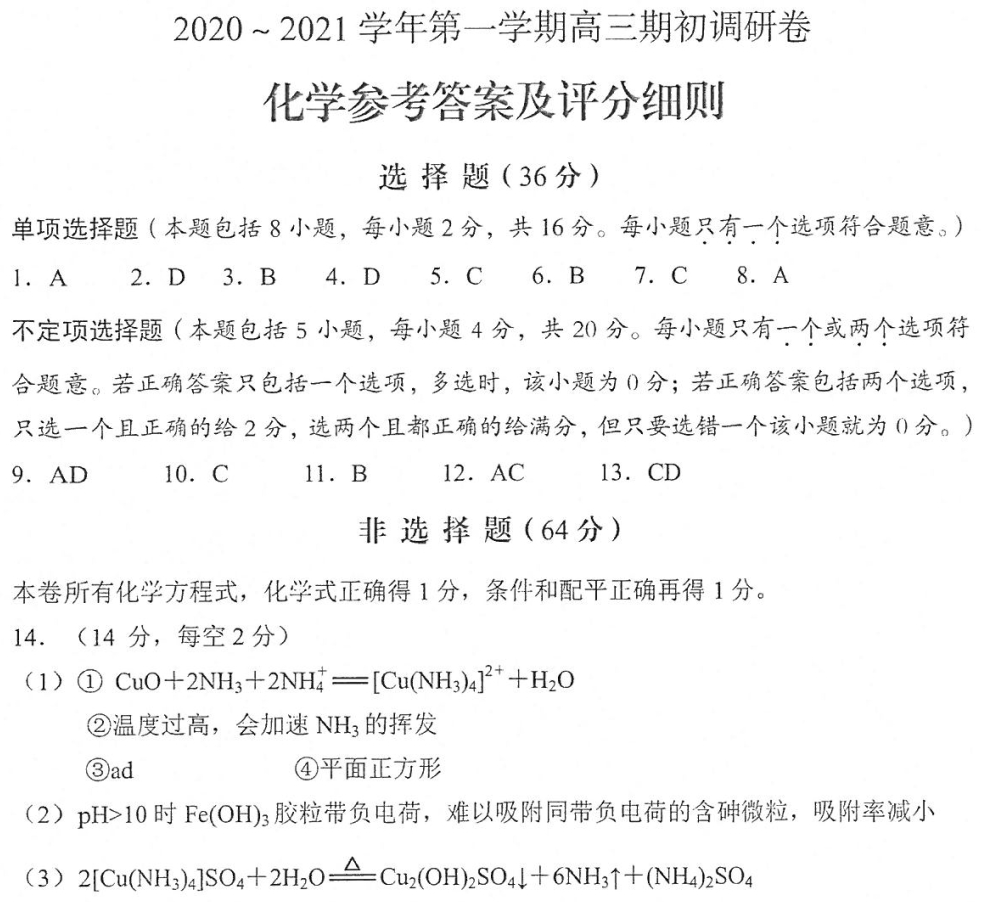 2020～2021学年第一学期高三期初调研卷
化学参考答案及评分细则
选 择 题（36分）
单项选择题（本题包括8小题，每小题2分，共16分。每小题只有一个选项符合题意。）
1．A 2．D 3．B 4．D 5．C 6．B 7．C 8．A
不定项选择题（本题包括5小题，每小题4分，共20分。每小题只有一个或两个选项符
合题意。若正确答案只包括一个选项，多选时，该小题为0分；若正确答案包括两个选项，
只选一个且正确的给2分，选两个且都正确的给满分，但只要选错一个该小题就为0分。）
9．AD 10．C 11．B 12．AC 13．CD
非 选 择 题（64分）
本卷所有化学方程式，化学式正确得1分，条件和配平正确再得1分。
14．（14 分，每空2分）
（1）① CuO＋2NH₃＋2NH₄⁺══[Cu(NH₃)₄]²⁺＋H₂O
②温度过高，会加速NH₃的挥发
③ad ④平面正方形
（2）pH>10时Fe(OH)₃胶粒带负电荷，难以吸附同带负电荷的含砷微粒，吸附率减小
（3）2[Cu(NH₃)₄]SO₄＋2H₂O══△══Cu₂(OH)₂SO₄↓＋6NH₃↑＋(NH₄)₂SO₄